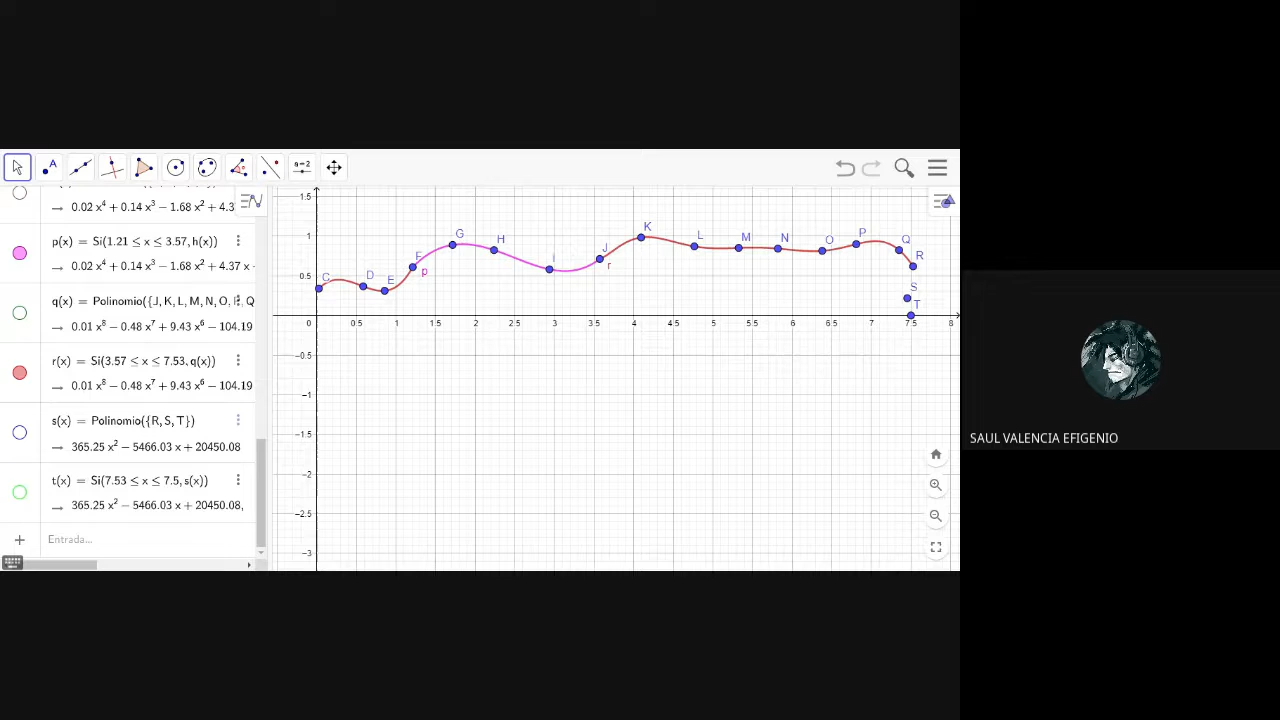 → 0.02 x⁴ + 0.14 x³ − 1.68 x² + 4.
p(x) = Si(1.21 ≤ x ≤ 3.57, h(x))
→ 0.02 x⁴ + 0.14 x³ − 1.68 x² + 4.37 x
q(x) = Polinomio({J, K, L, M, N, O, P, Q
→ 0.01 x⁸ − 0.48 x⁷ + 9.43 x⁶ − 104.19
r(x) = Si(3.57 ≤ x ≤ 7.53, q(x))
→ 0.01 x⁸ − 0.48 x⁷ + 9.43 x⁶ − 104.19
s(x) = Polinomio({R, S, T})
→ 365.25 x² − 5466.03 x + 20450.08
t(x) = Si(7.53 ≤ x ≤ 7.5, s(x))
→ 365.25 x² − 5466.03 x + 20450.08,
Entrada...
A
a=2
1.5
1
0.5
−0.5
−1
−1.5
−2
−2.5
−3
0 0.5 1 1.5 2 2.5 3 3.5 4 4.5 5 5.5 6 6.5 7 7.5 8
C D E F G H I J K L M N O P Q R S T
p r
SAUL VALENCIA EFIGENIO